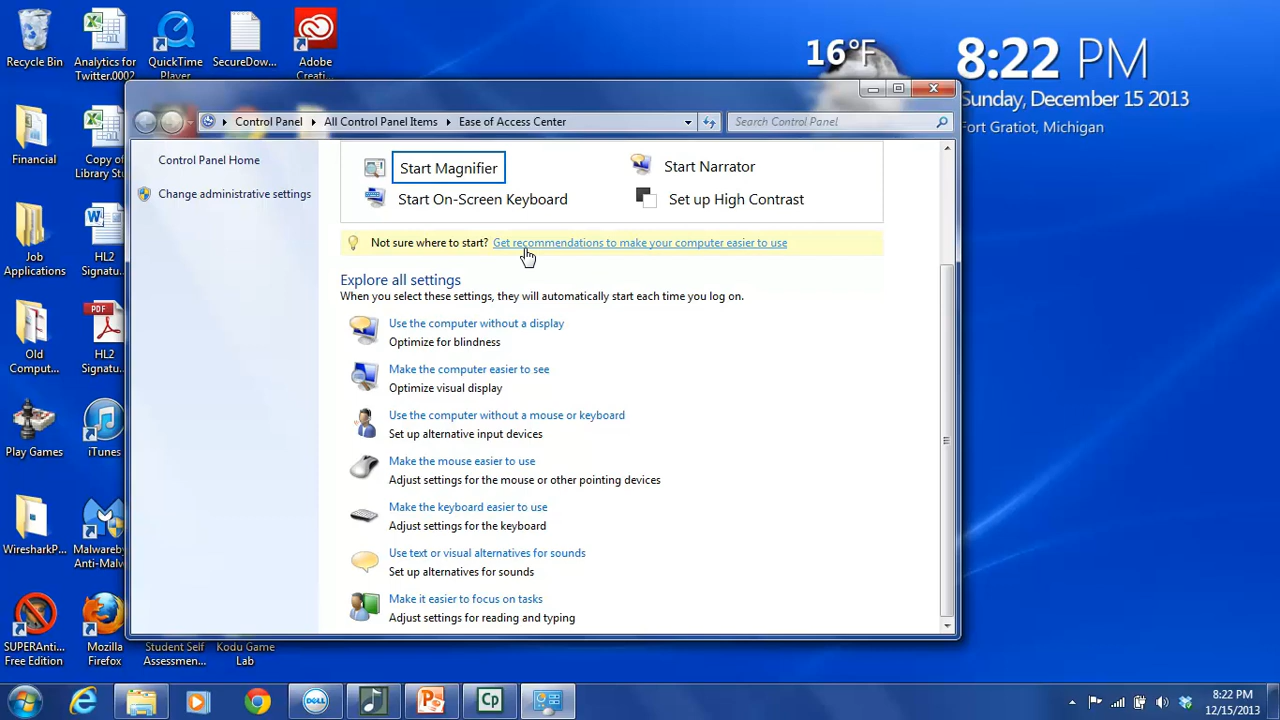 16°F
8:22 PM
Sunday, December 15 2013
Fort Gratiot, Michigan
Recycle Bin
Analytics for Twitter.0002
QuickTime Player
SecureDow...
Adobe Creati...
Financial
Copy of Library Stu...
Job Applications
HL2 Signatu...
Old Comput...
PDF
HL2 Signatu...
Play Games
iTunes
WiresharkP...
Malwareby... Anti-Malw...
SUPERAnti... Free Edition
Mozilla Firefox
Student Self Assessmen...
Kodu Game Lab
Control Panel
All Control Panel Items
Ease of Access Center
Search Control Panel
Control Panel Home
Change administrative settings
Start Magnifier
Start Narrator
Start On-Screen Keyboard
Set up High Contrast
Not sure where to start? Get recommendations to make your computer easier to use
Explore all settings
When you select these settings, they will automatically start each time you log on.
Use the computer without a display
Optimize for blindness
Make the computer easier to see
Optimize visual display
Use the computer without a mouse or keyboard
Set up alternative input devices
Make the mouse easier to use
Adjust settings for the mouse or other pointing devices
Make the keyboard easier to use
Adjust settings for the keyboard
Use text or visual alternatives for sounds
Set up alternatives for sounds
Make it easier to focus on tasks
Adjust settings for reading and typing
DELL
Cp
8:22 PM
12/15/2013